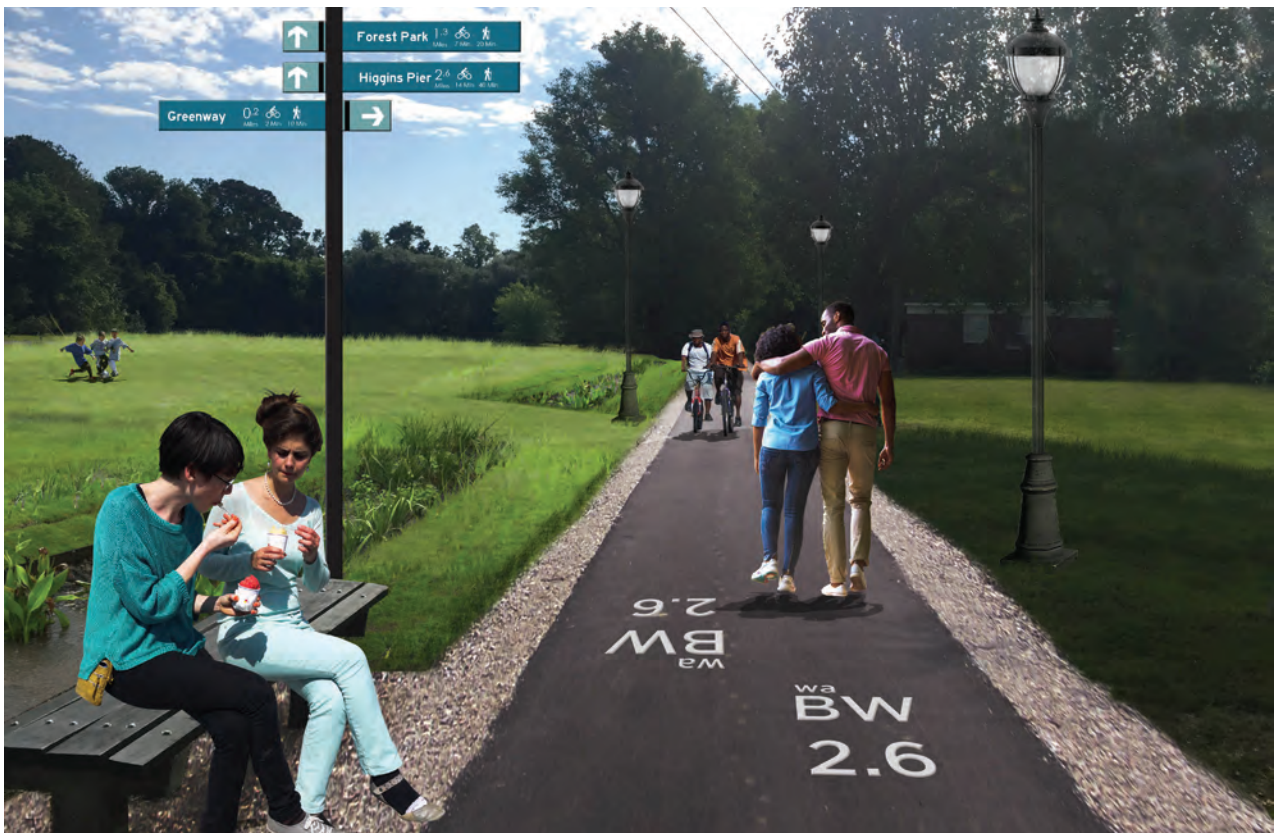 Forest Park 1.3
Miles 7 Min 20 Min
Higgins Pier 2.6
Miles 14 Min 40 Min
Greenway 0.2
Miles 2 Min 10 Min
2.6
BW
wa
wa
BW
2.6